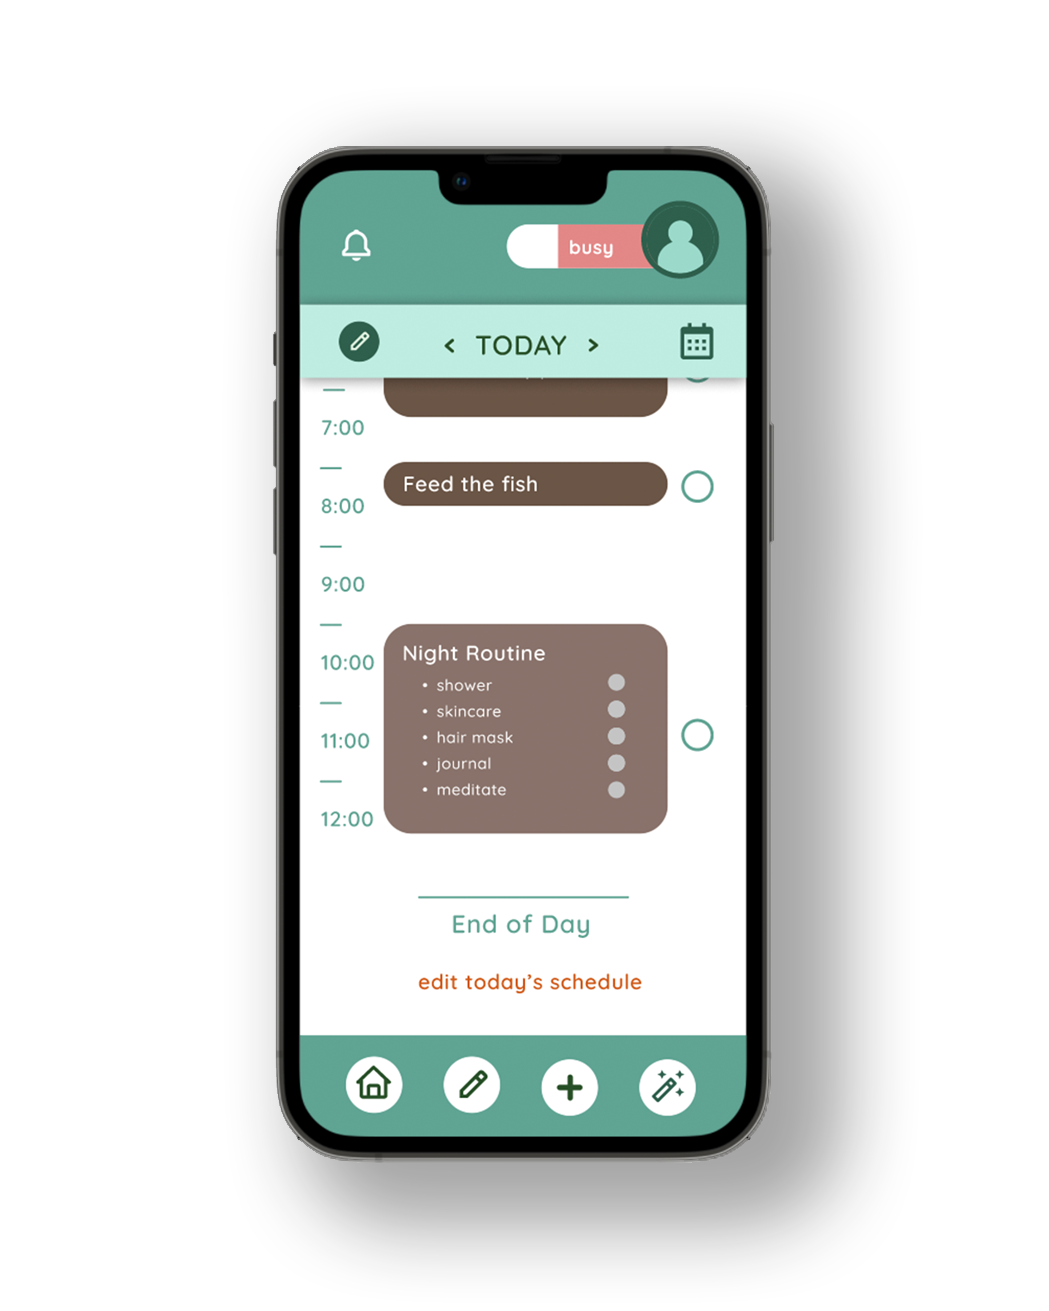 busy
< TODAY >
7:00
Feed the fish
8:00
9:00
Night Routine
10:00
• shower
• skincare
• hair mask
11:00
• journal
• meditate
12:00
End of Day
edit today’s schedule